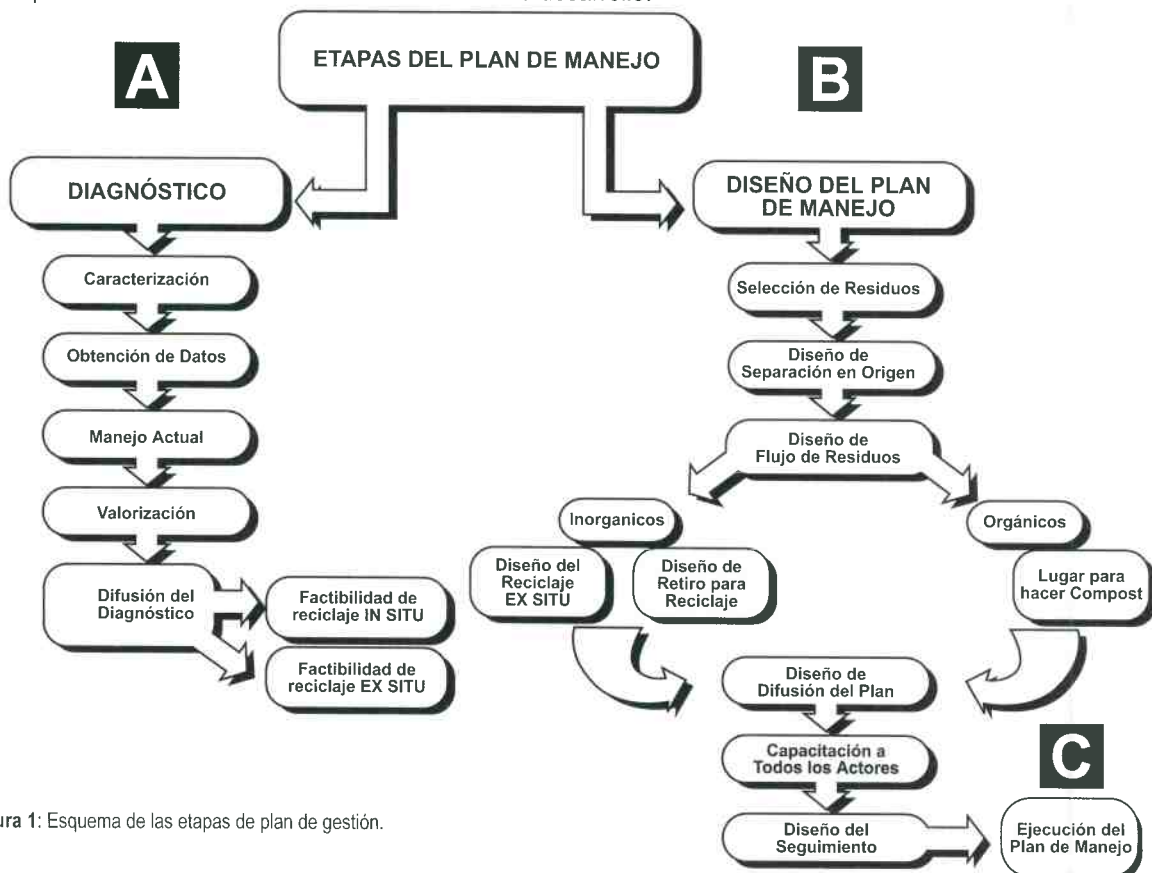 ETAPAS DEL PLAN DE MANEJO
A
DIAGNÓSTICO
Caracterización
Obtención de Datos
Manejo Actual
Valorización
Difusión del
Diagnóstico
Factibilidad de
reciclaje IN SITU
Factibilidad de
reciclaje EX SITU
B
DISEÑO DEL PLAN
DE MANEJO
Selección de Residuos
Diseño de
Separación en Origen
Diseño de
Flujo de Residuos
Inorganicos
Diseño del
Reciclaje
EX SITU
Diseño de
Retiro para
Reciclaje
Orgánicos
Lugar para
hacer Compost
Diseño de
Difusión del Plan
Capacitación a
Todos los Actores
Diseño del
Seguimiento
C
Ejecución del
Plan de Manejo
ura 1: Esquema de las etapas de plan de gestión.